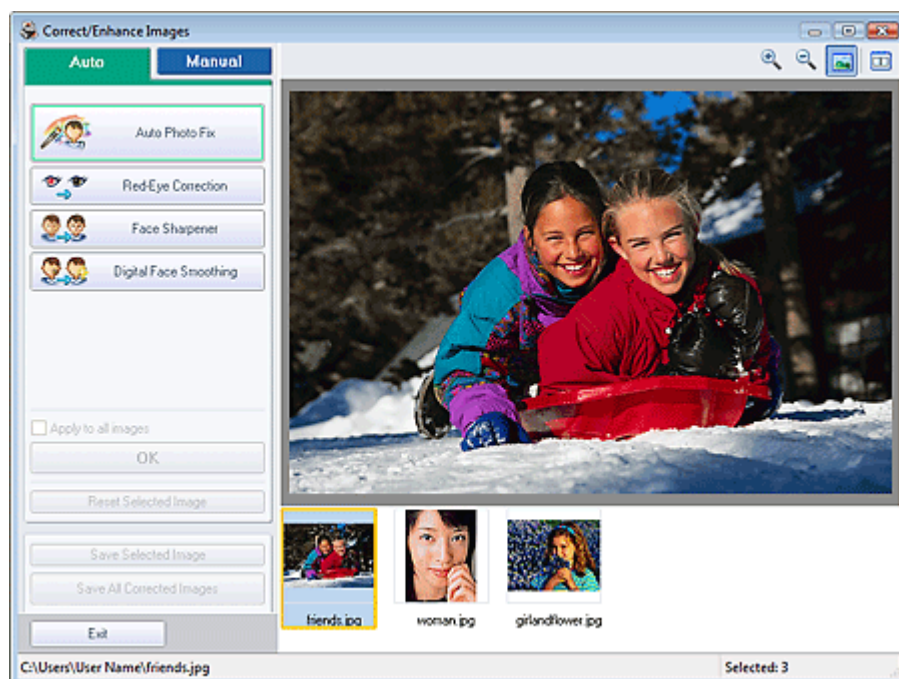 Correct/Enhance Images
Auto
Manual
Auto Photo Fix
Red-Eye Correction
Face Sharpener
Digital Face Smoothing
Apply to all images
OK
Reset Selected Image
Save Selected Image
Save All Corrected Images
Exit
friends.jpg
woman.jpg
girlandflower.jpg
C:\Users\User Name\friends.jpg
Selected: 3